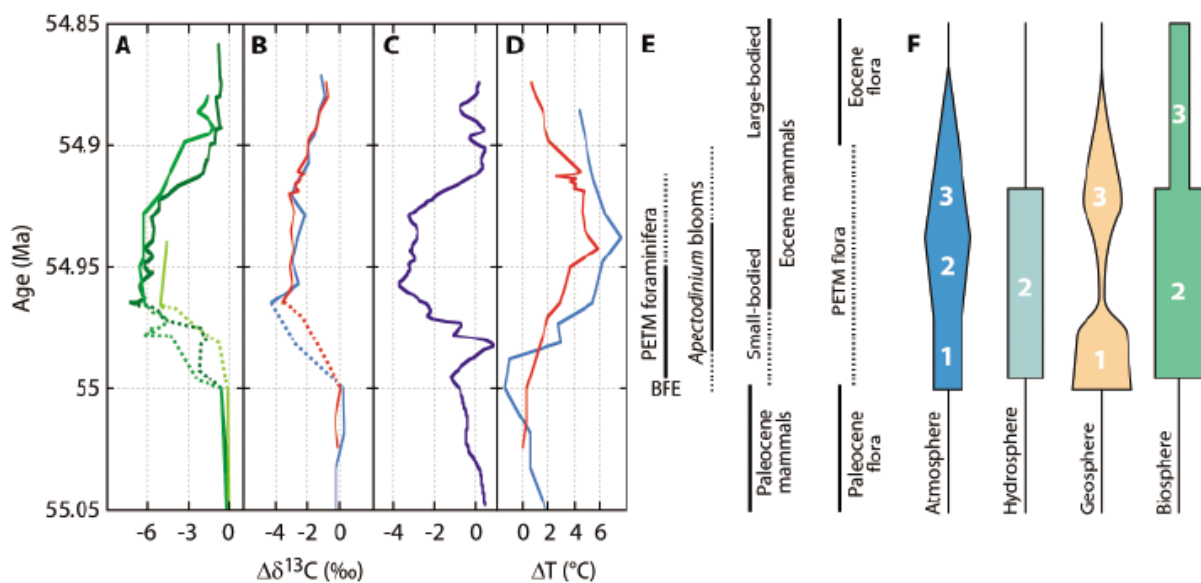 A
B
C
D
E
F
54.85
54.9
54.95
55
55.05
Age (Ma)
-6
-3
0
-4
-2
0
-4
-2
0
0
2
4
6
Δδ¹³C (‰)
ΔT (°C)
PETM foraminifera
BFE
Apectodinium blooms
Large-bodied
Small-bodied
Eocene mammals
Paleocene
mammals
Eocene
flora
PETM flora
Paleocene
flora
3
2
1
Atmosphere
2
Hydrosphere
3
1
Geosphere
3
2
Biosphere